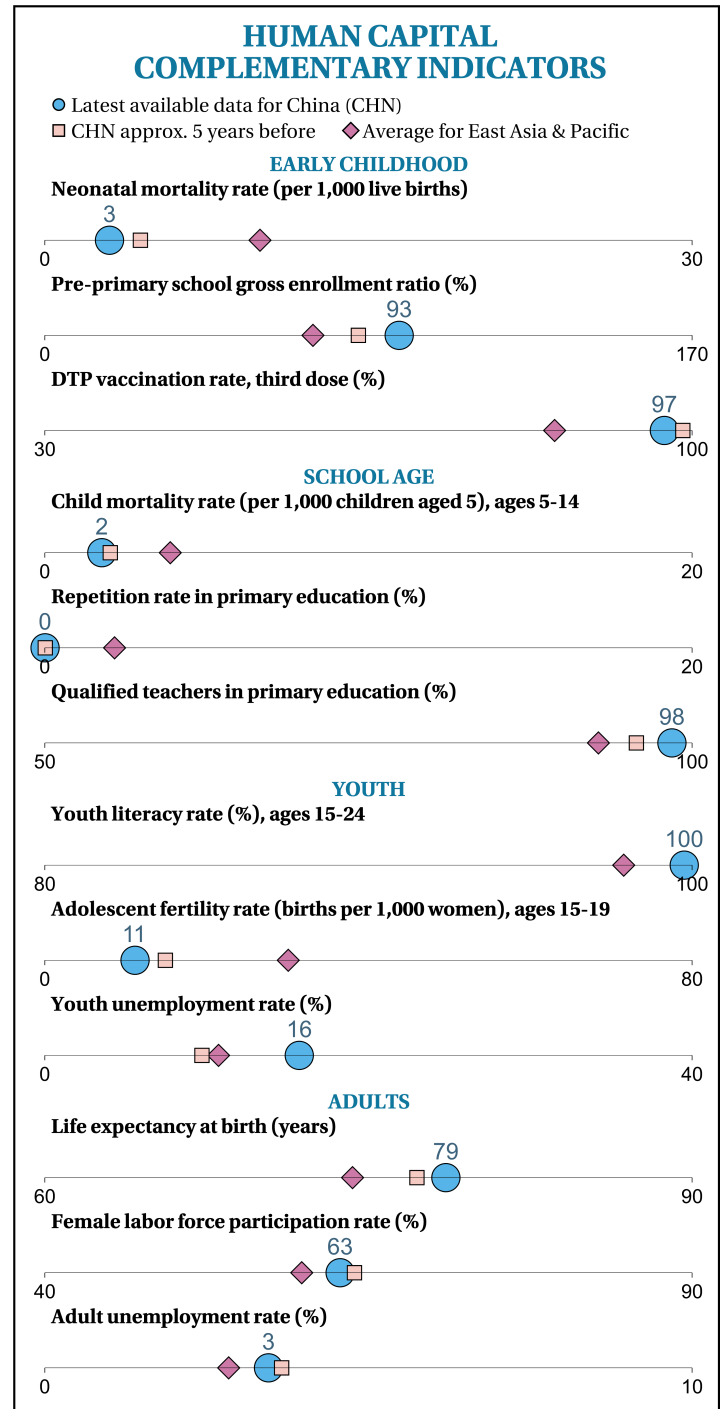 HUMAN CAPITAL
COMPLEMENTARY INDICATORS
Latest available data for China (CHN)
CHN approx. 5 years before Average for East Asia & Pacific
EARLY CHILDHOOD
Neonatal mortality rate (per 1,000 live births)
3
0 30
Pre-primary school gross enrollment ratio (%)
93
0 170
DTP vaccination rate, third dose (%)
97
30 100
SCHOOL AGE
Child mortality rate (per 1,000 children aged 5), ages 5-14
2
0 20
Repetition rate in primary education (%)
0
0 20
Qualified teachers in primary education (%)
98
50 100
YOUTH
Youth literacy rate (%), ages 15-24
100
80 100
Adolescent fertility rate (births per 1,000 women), ages 15-19
11
0 80
Youth unemployment rate (%)
16
0 40
ADULTS
Life expectancy at birth (years)
79
60 90
Female labor force participation rate (%)
63
40 90
Adult unemployment rate (%)
3
0 10